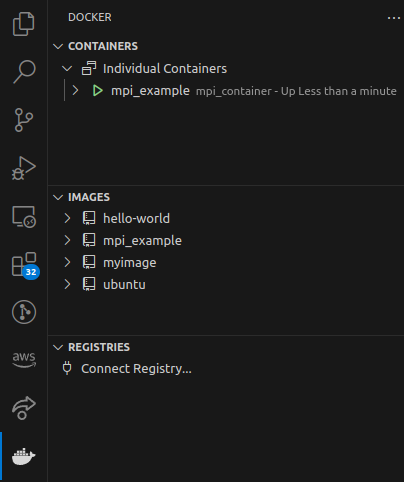 DOCKER
...
CONTAINERS
Individual Containers
mpi_example mpi_container - Up Less than a minute
IMAGES
hello-world
mpi_example
myimage
ubuntu
32
aws
REGISTRIES
Connect Registry...